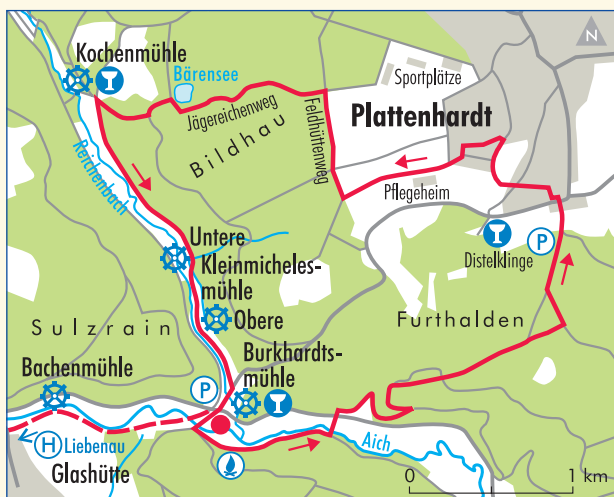 N
Kochenmühle
Bärensee
Sportplätze
Jägereichenweg
Plattenhardt
Bildhau
Feldhüttenweg
Reichenbach
Pflegeheim
Untere
P
Kleinmicheles-
mühle
Distelklinge
Obere
Furthalden
Sulzrain
Burkhardts-
mühle
Bachenmühle
P
Aich
H Liebenau
Glashütte
0 1 km